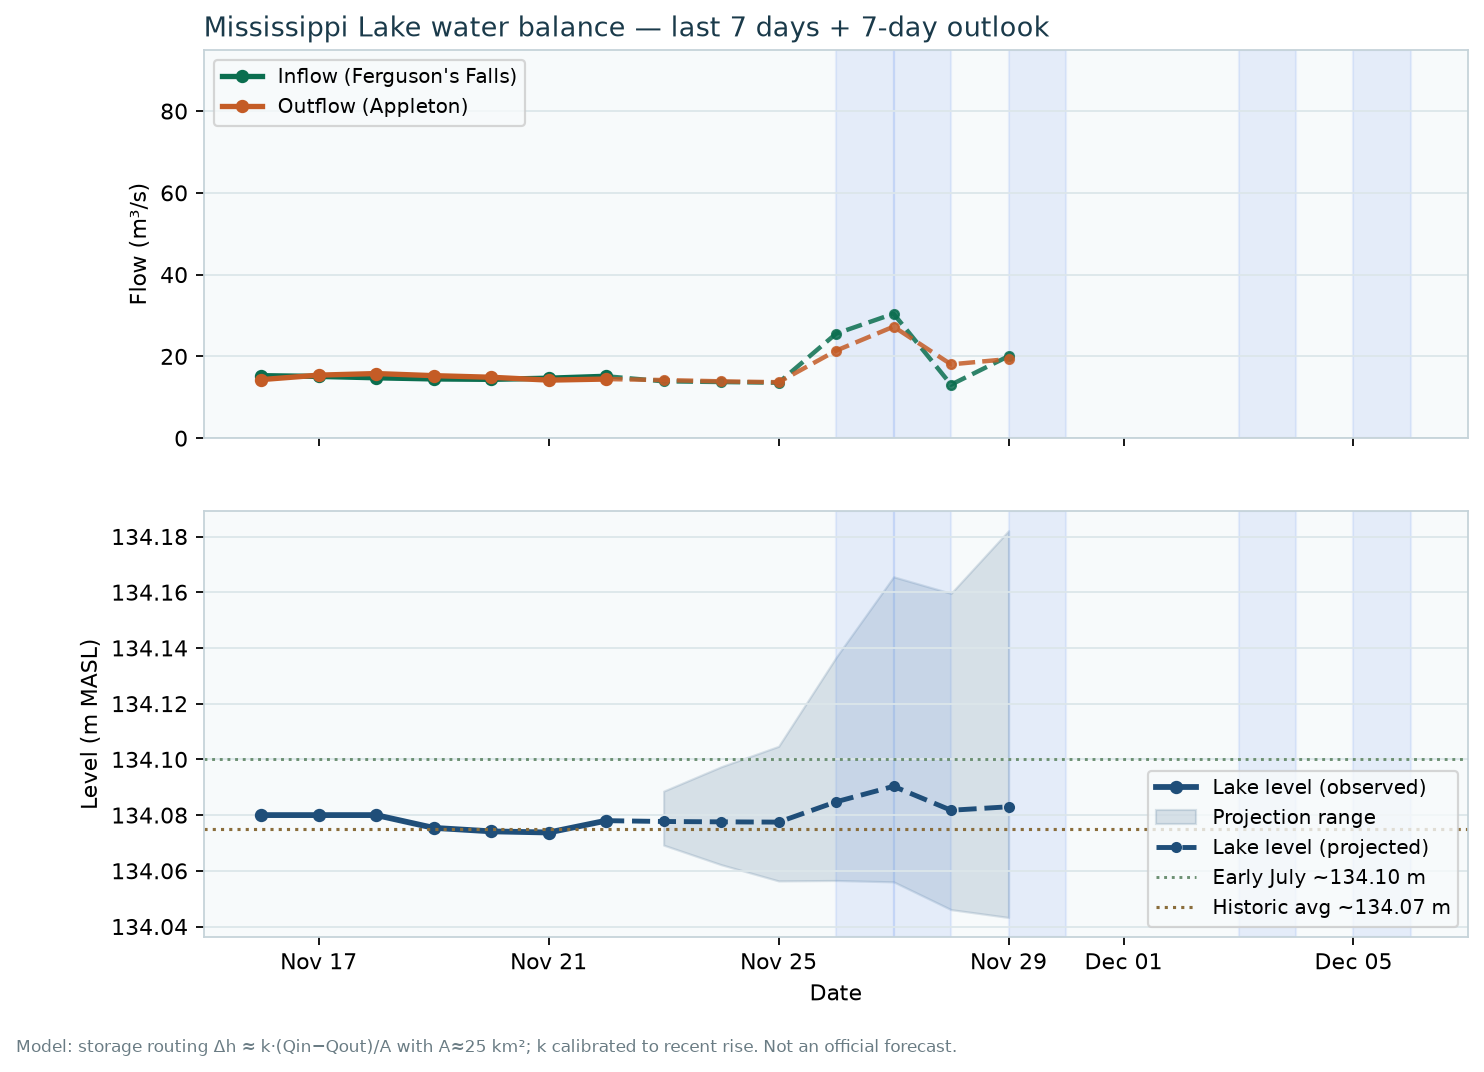 Mississippi Lake water balance — last 7 days + 7-day outlook
Inflow (Ferguson's Falls)
Outflow (Appleton)
Flow (m³/s)
80
60
40
20
0
Level (m MASL)
134.18
134.16
134.14
134.12
134.10
134.08
134.06
134.04
Lake level (observed)
Projection range
Lake level (projected)
Early July ~134.10 m
Historic avg ~134.07 m
Nov 17 Nov 21 Nov 25 Nov 29 Dec 01 Dec 05
Date
Model: storage routing Δh ≈ k·(Qin−Qout)/A with A≈25 km²; k calibrated to recent rise. Not an official forecast.